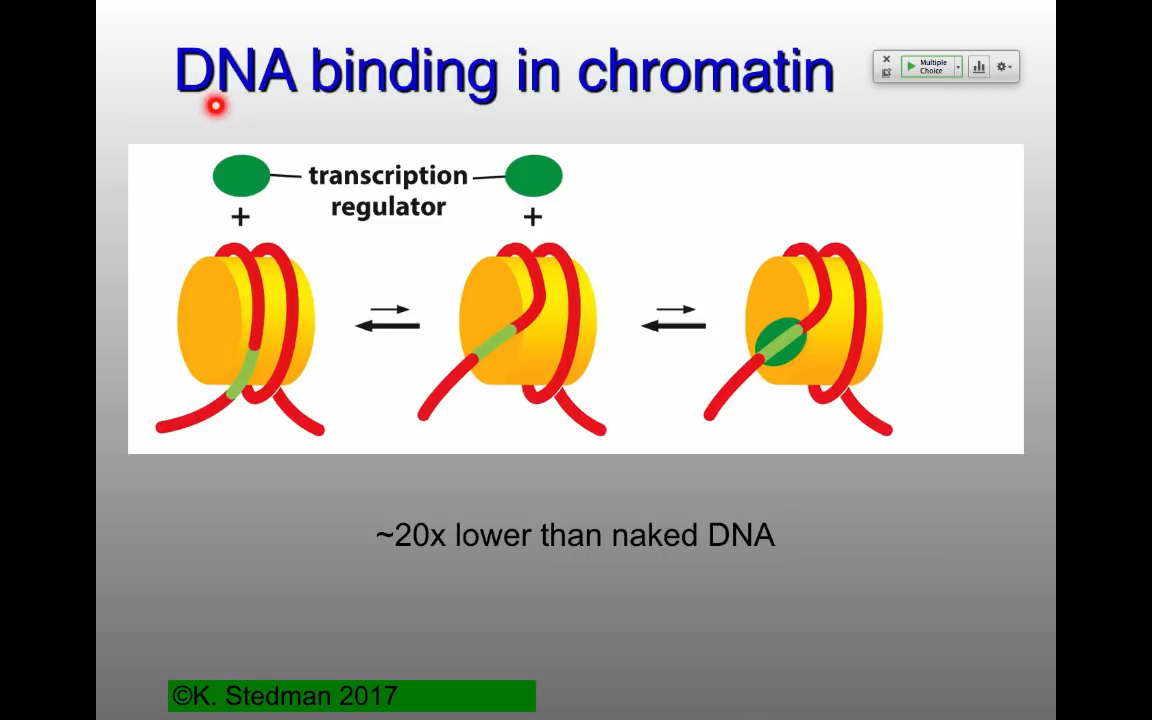 DNA binding in chromatin
Multiple
Choice
transcription
regulator
+ +
~20x lower than naked DNA
©K. Stedman 2017